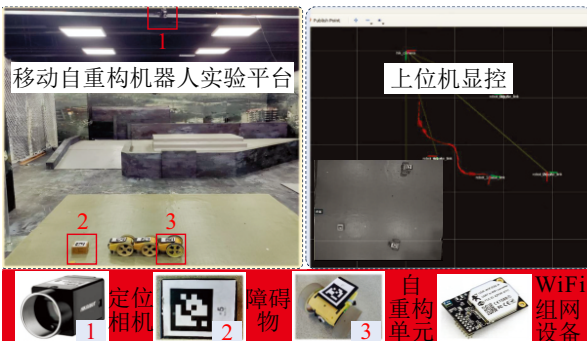 Publish Point
1
移动自重构机器人实验平台
上位机显控
2
3
1
定位
相机
2
障碍
物
3
自
重构
单元
WiFi
组网
设备